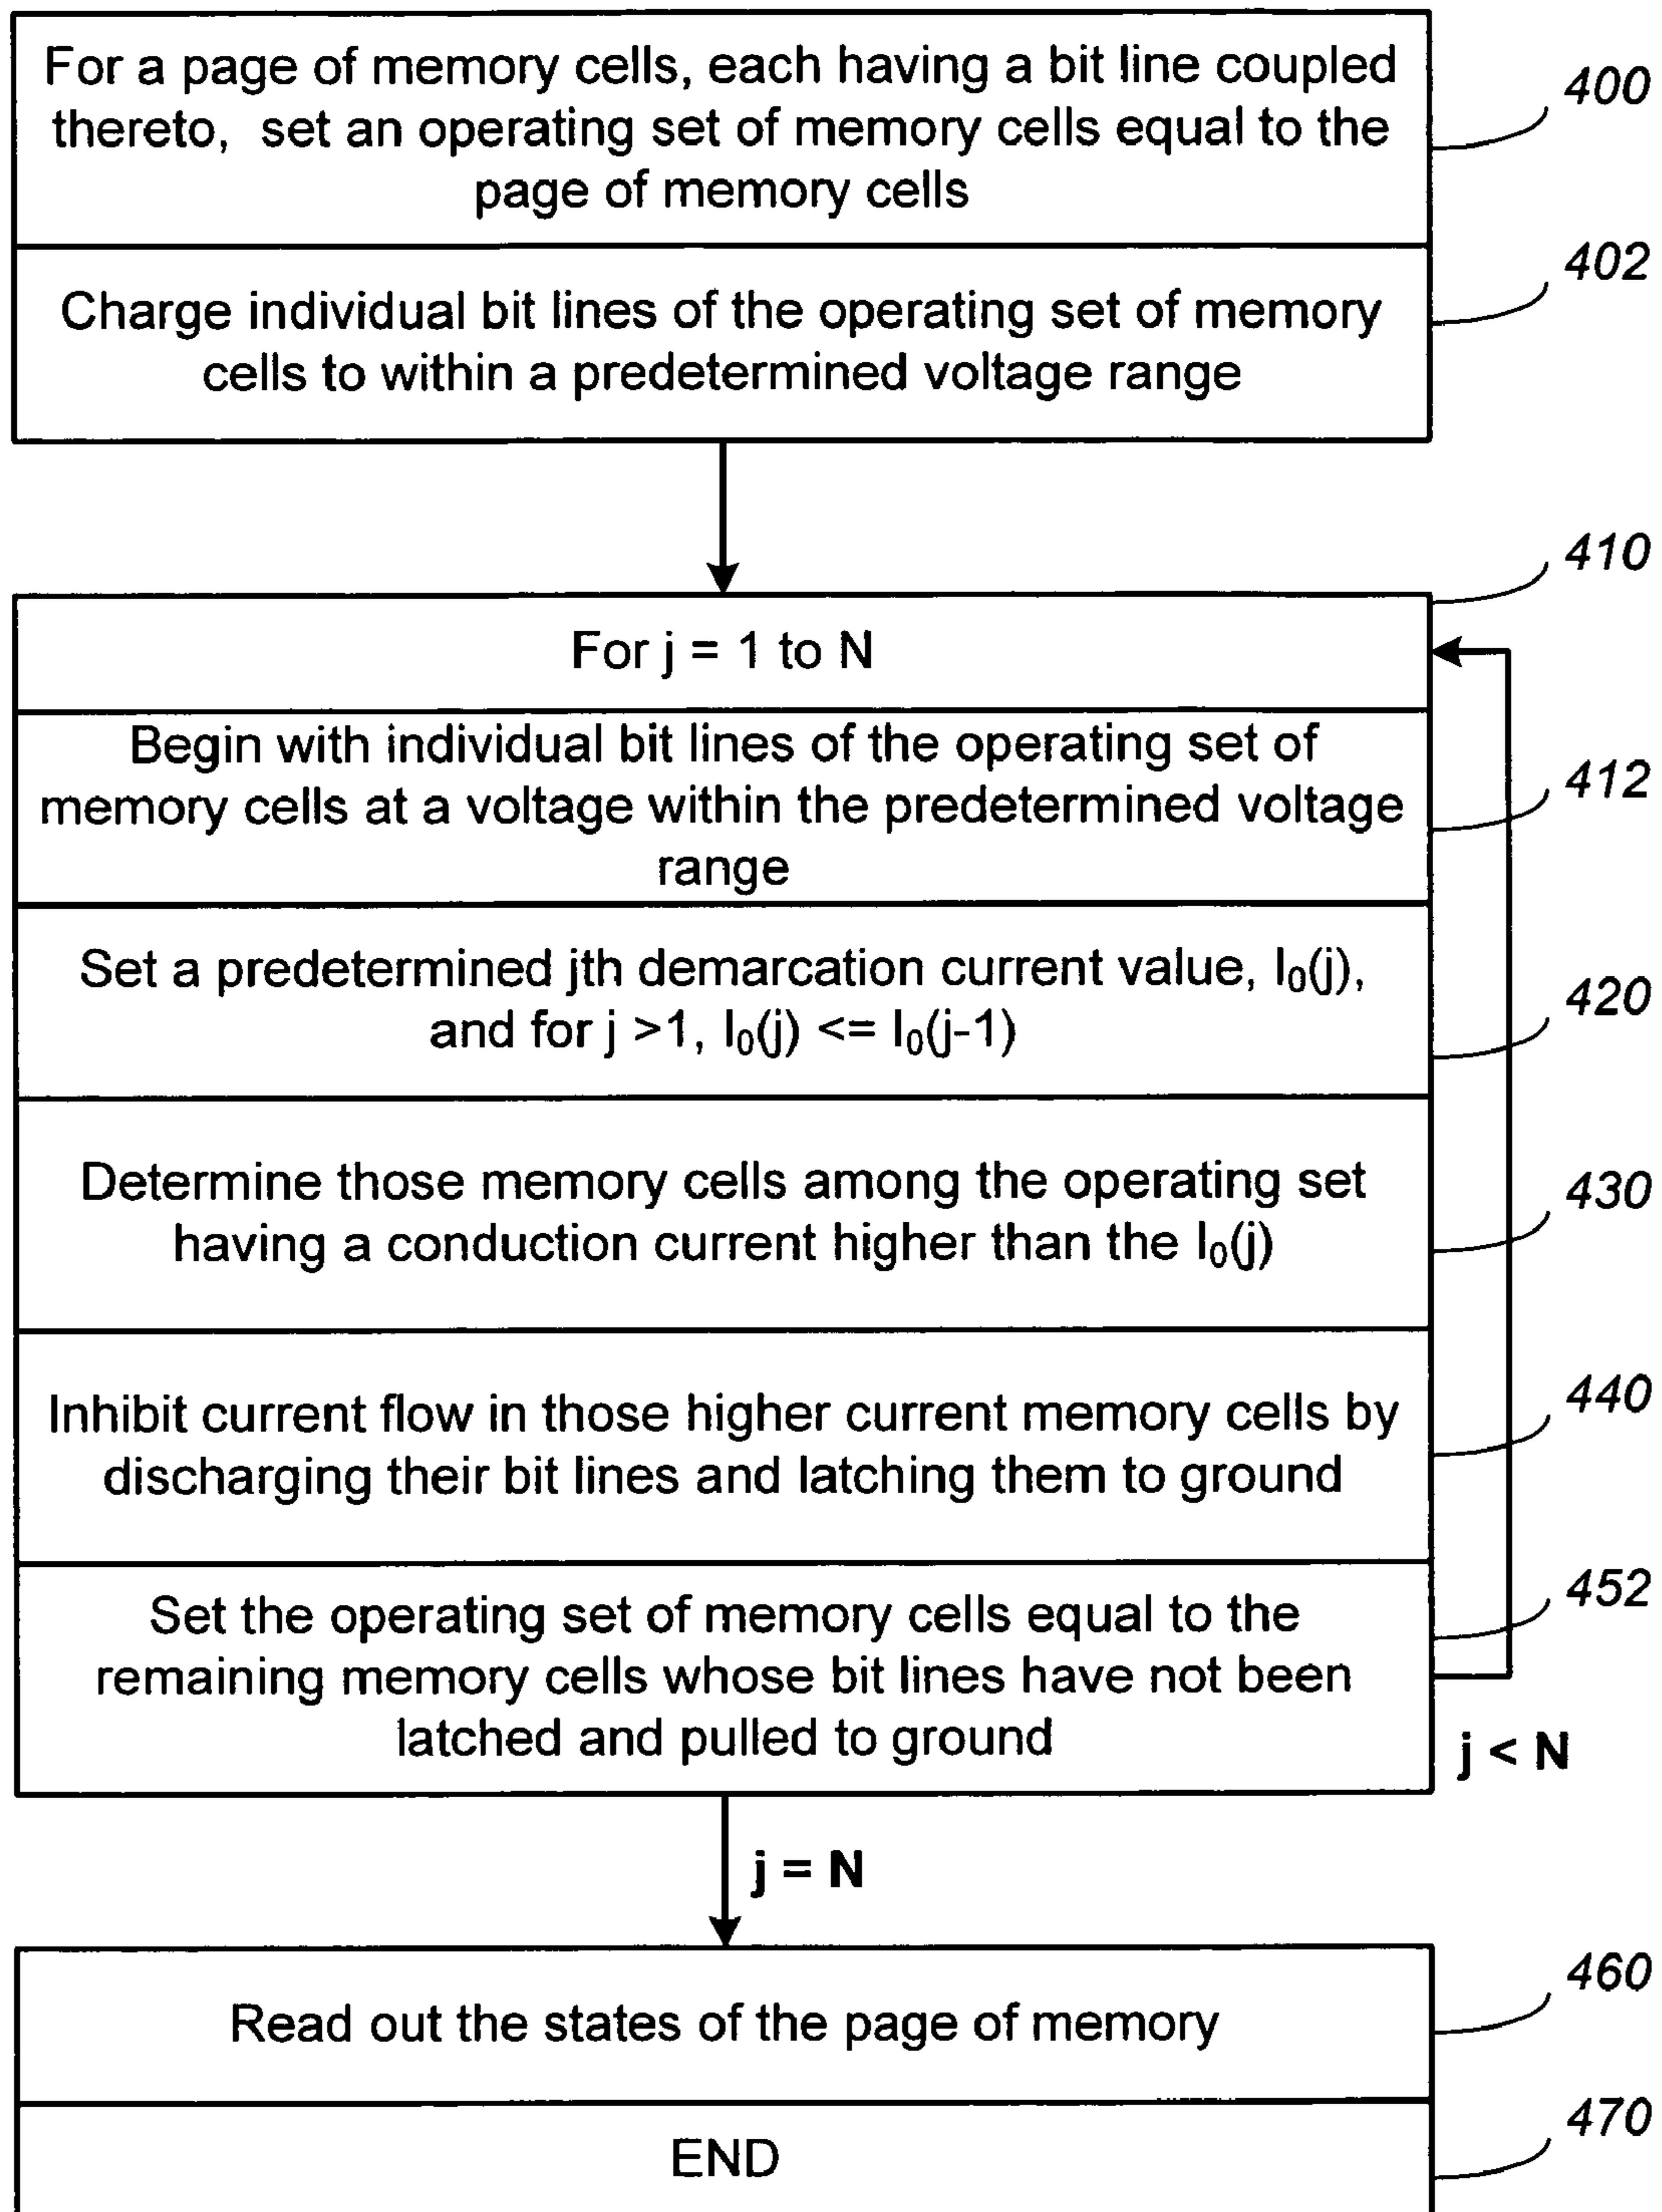 For a page of memory cells, each having a bit line coupled
thereto, set an operating set of memory cells equal to the
page of memory cells
400
Charge individual bit lines of the operating set of memory
cells to within a predetermined voltage range
402
410
For j = 1 to N
Begin with individual bit lines of the operating set of
memory cells at a voltage within the predetermined voltage
range
412
Set a predetermined jth demarcation current value, I₀(j),
and for j >1, I₀(j) <= I₀(j-1)
420
Determine those memory cells among the operating set
having a conduction current higher than the I₀(j)
430
Inhibit current flow in those higher current memory cells by
discharging their bit lines and latching them to ground
440
Set the operating set of memory cells equal to the
remaining memory cells whose bit lines have not been
latched and pulled to ground
452
j < N
j = N
Read out the states of the page of memory
460
END
470